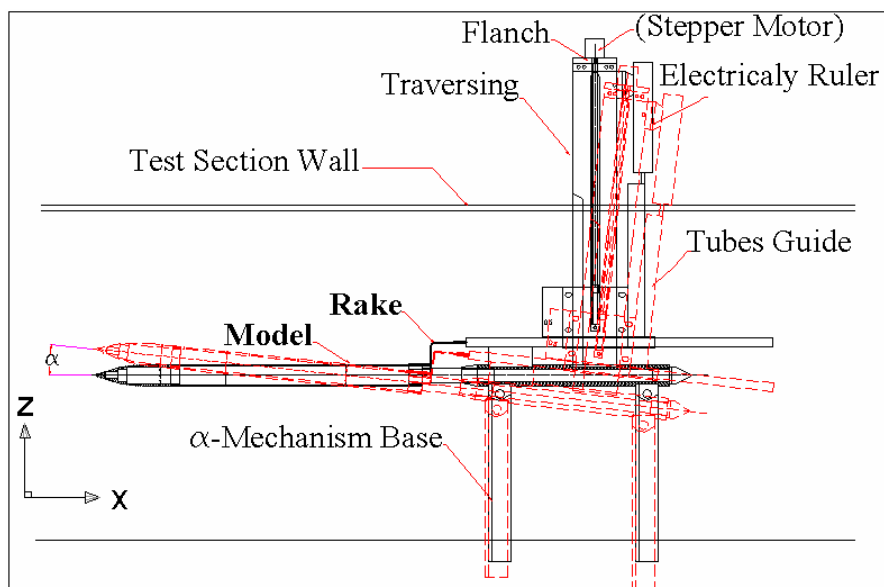 (Stepper Motor)
Flanch
Electricaly Ruler
Traversing
Test Section Wall
Tubes Guide
Rake
Model
α
Z
α-Mechanism Base
X